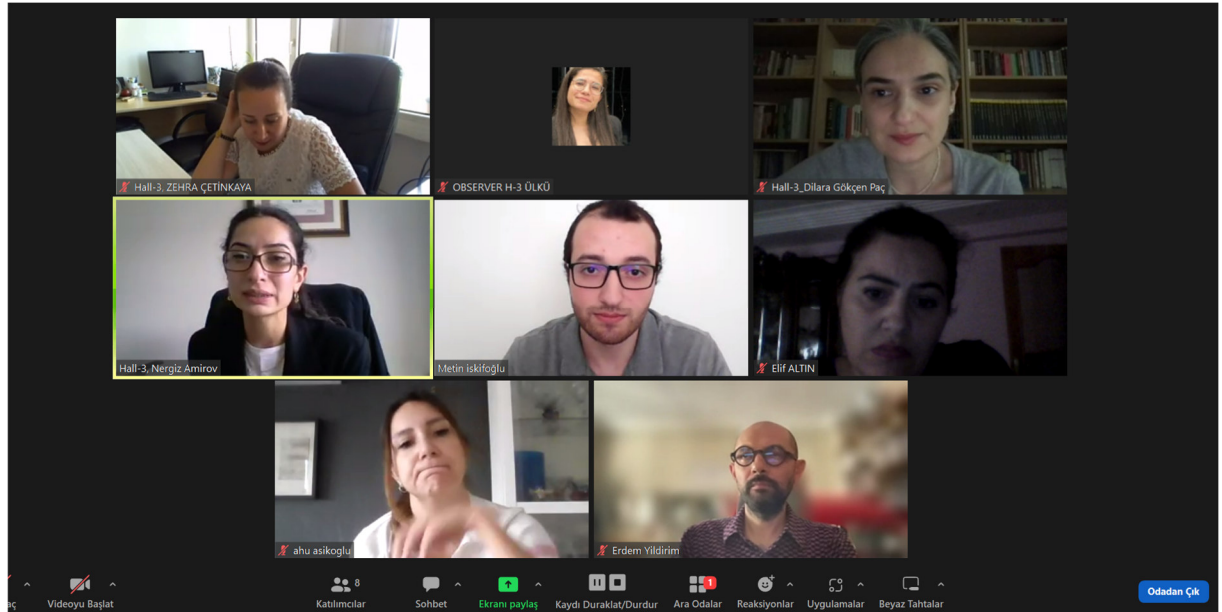 Hall-3, ZEHRA ÇETİNKAYA
OBSERVER H-3 ÜLKÜ
Hall-3_Dilara Gökçen Paç
Hall-3, Nergiz Amirov
Metin iskifoğlu
Elif ALTIN
ahu asikoglu
Erdem Yildirim
aç
Videoyu Başlat
8
Katılımcılar
Sohbet
Ekranı paylaş
Kaydı Duraklat/Durdur
1
Ara Odalar
Reaksiyonlar
Uygulamalar
Beyaz Tahtalar
Odadan Çık